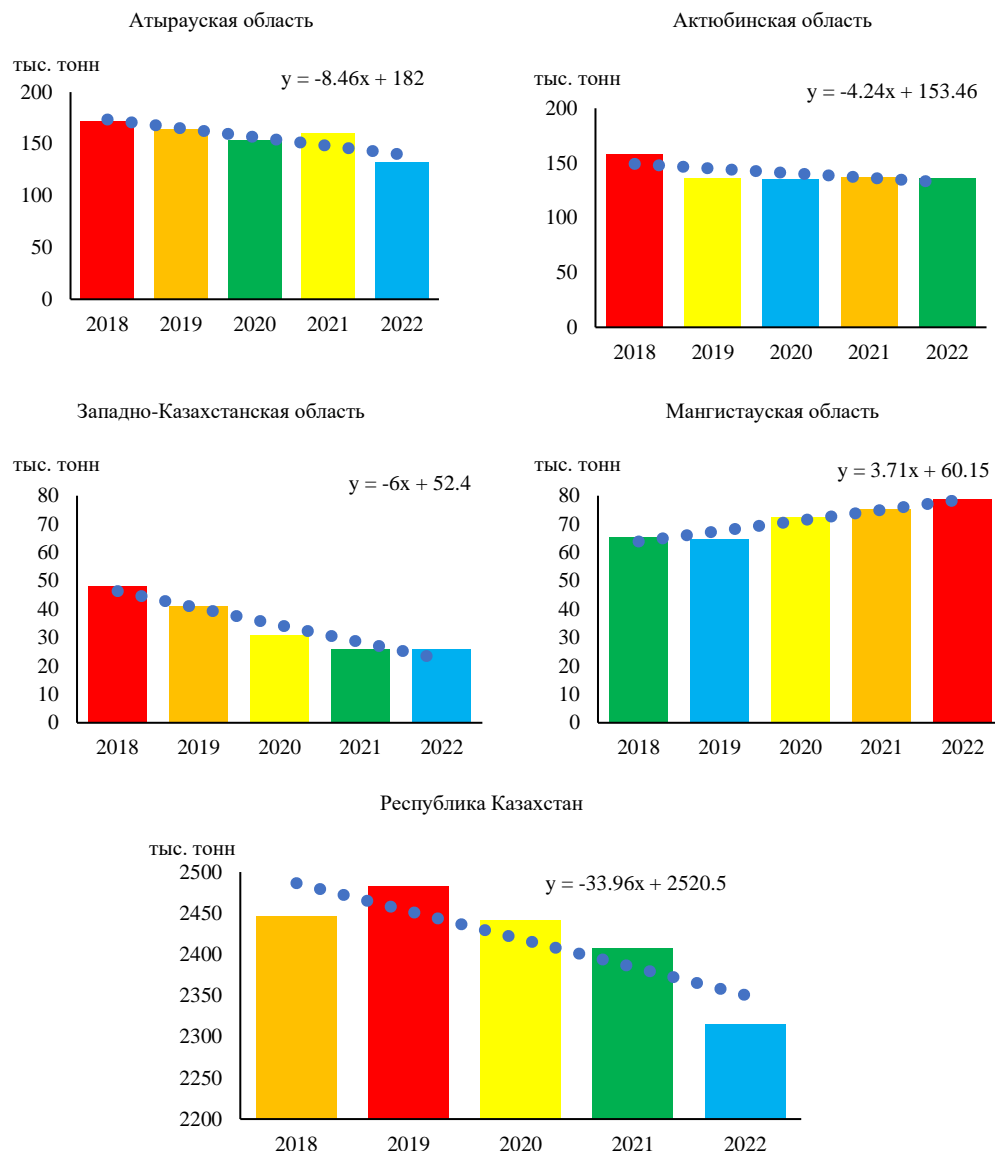 Атырауская область
тыс. тонн
y = -8.46x + 182
200
150
100
50
0
2018 2019 2020 2021 2022
Актюбинская область
тыс. тонн
y = -4.24x + 153.46
200
150
100
50
0
2018 2019 2020 2021 2022
Западно-Казахстанская область
тыс. тонн
y = -6x + 52.4
80
70
60
50
40
30
20
10
0
2018 2019 2020 2021 2022
Мангистауская область
тыс. тонн
y = 3.71x + 60.15
80
70
60
50
40
30
20
10
0
2018 2019 2020 2021 2022
Республика Казахстан
тыс. тонн
y = -33.96x + 2520.5
2500
2450
2400
2350
2300
2250
2200
2018 2019 2020 2021 2022